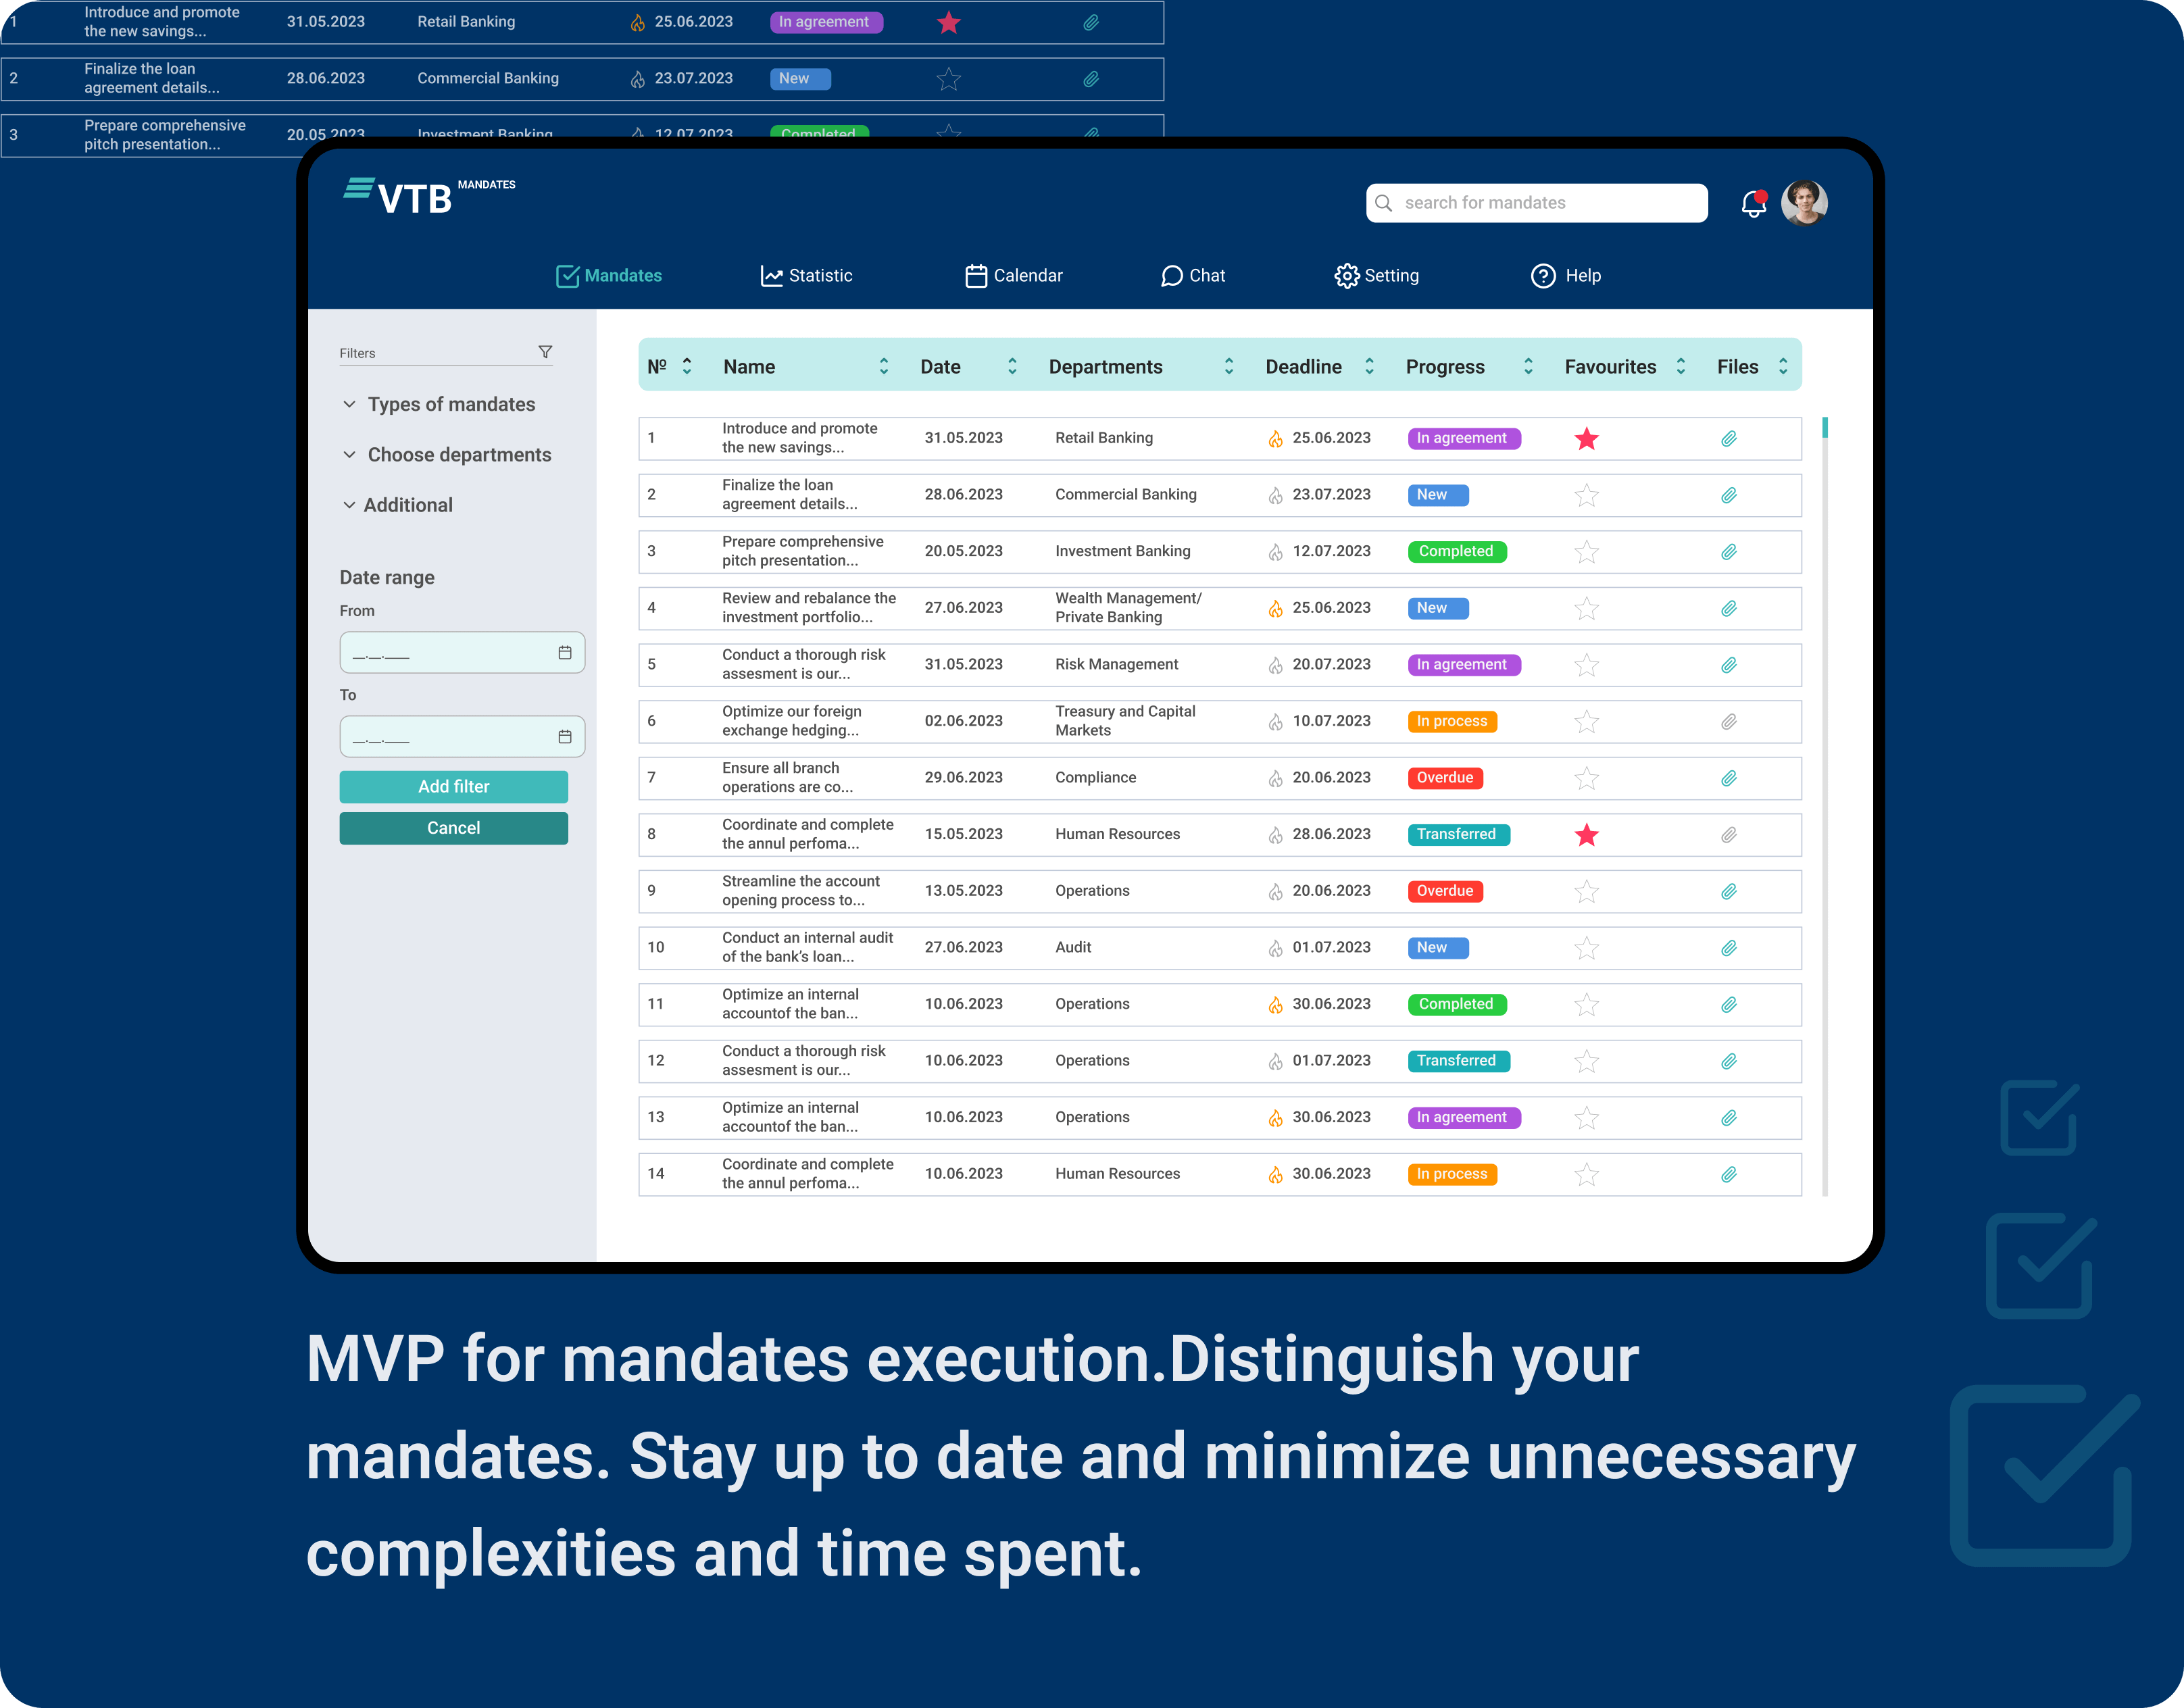 1 Introduce and promote 31.05.2023 Retail Banking 25.06.2023 In agreement
the new savings...
2 Finalize the loan 28.06.2023 Commercial Banking 23.07.2023 New
agreement details...
3 Prepare comprehensive 20.05.2023 Investment Banking 12.07.2023 Completed
pitch presentation...
VTB MANDATES
search for mandates
Mandates Statistic Calendar Chat Setting Help
Filters
Types of mandates
Choose departments
Additional
Date range
From
__.__.____
To
__.__.____
Add filter
Cancel
Nº Name Date Departments Deadline Progress Favourites Files
1 Introduce and promote 31.05.2023 Retail Banking 25.06.2023 In agreement
the new savings...
2 Finalize the loan 28.06.2023 Commercial Banking 23.07.2023 New
agreement details...
3 Prepare comprehensive 20.05.2023 Investment Banking 12.07.2023 Completed
pitch presentation...
4 Review and rebalance the 27.06.2023 Wealth Management/ 25.06.2023 New
investment portfolio... Private Banking
5 Conduct a thorough risk 31.05.2023 Risk Management 20.07.2023 In agreement
assesment is our...
6 Optimize our foreign 02.06.2023 Treasury and Capital 10.07.2023 In process
exchange hedging... Markets
7 Ensure all branch 29.06.2023 Compliance 20.06.2023 Overdue
operations are co...
8 Coordinate and complete 15.05.2023 Human Resources 28.06.2023 Transferred
the annul perfoma...
9 Streamline the account 13.05.2023 Operations 20.06.2023 Overdue
opening process to...
10 Conduct an internal audit 27.06.2023 Audit 01.07.2023 New
of the bank’s loan...
11 Optimize an internal 10.06.2023 Operations 30.06.2023 Completed
accountof the ban...
12 Conduct a thorough risk 10.06.2023 Operations 01.07.2023 Transferred
assesment is our...
13 Optimize an internal 10.06.2023 Operations 30.06.2023 In agreement
accountof the ban...
14 Coordinate and complete 10.06.2023 Human Resources 30.06.2023 In process
the annul perfoma...
MVP for mandates execution.Distinguish your
mandates. Stay up to date and minimize unnecessary
complexities and time spent.